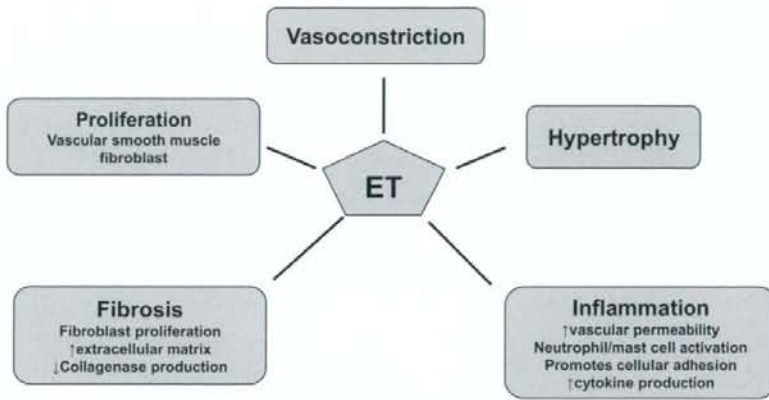 Vasoconstriction
Proliferation
Vascular smooth muscle
fibroblast
Hypertrophy
ET
Fibrosis
Fibroblast proliferation
↑extracellular matrix
↓Collagenase production
Inflammation
↑vascular permeability
Neutrophil/mast cell activation
Promotes cellular adhesion
↑cytokine production